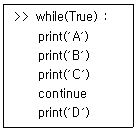 >> while(True) :
print('A')
print('B')
print('C')
continue
print('D')